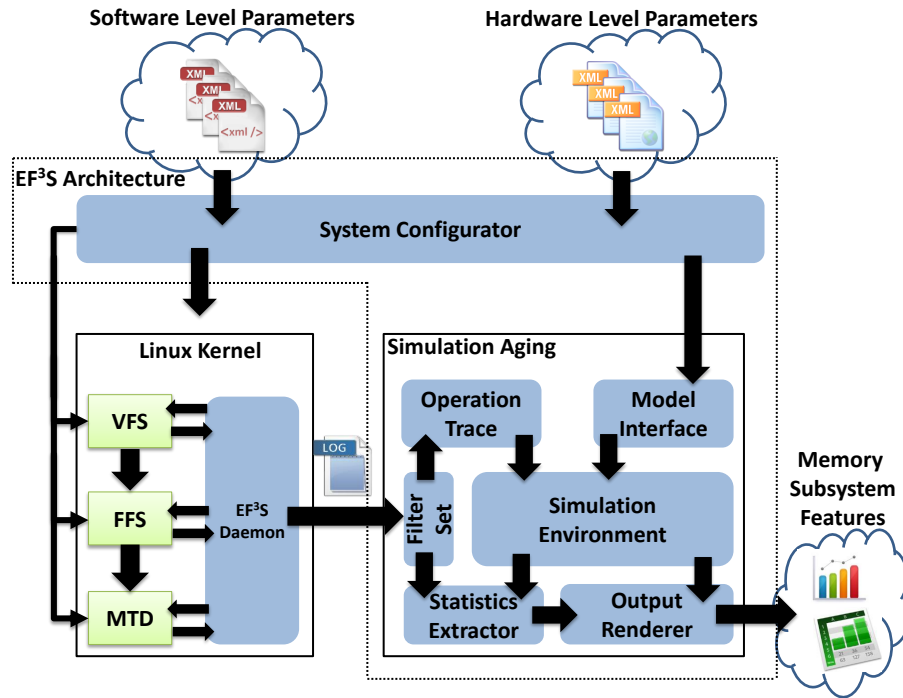 Software Level Parameters
Hardware Level Parameters
XML
XML
XML
<xml />
XML
XML
XML
EF³S Architecture
System Configurator
Linux Kernel
Simulation Aging
VFS
FFS
MTD
EF³S
Daemon
LOG
Operation
Trace
Model
Interface
Filter
Set
Simulation
Environment
Statistics
Extractor
Output
Renderer
Memory
Subsystem
Features